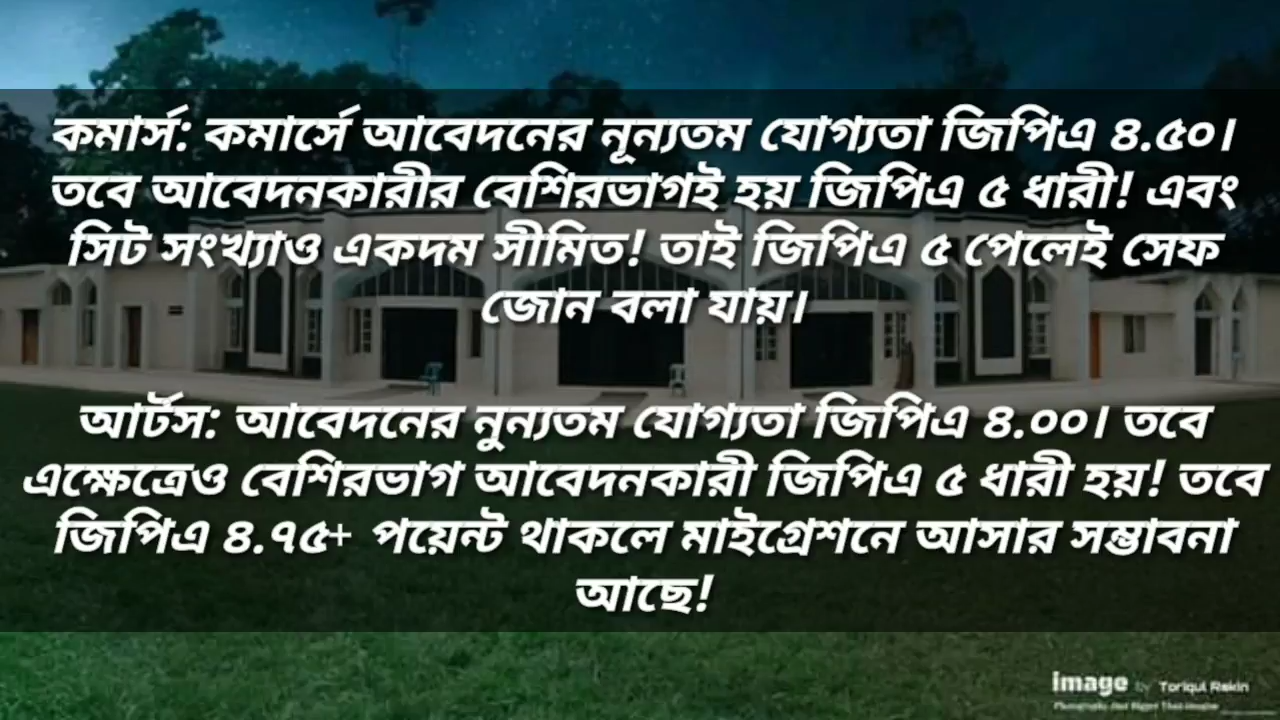 কমার্স: কমার্সে আবেদনের নূন্যতম যোগ্যতা জিপিএ ৪.৫০।
তবে আবেদনকারীর বেশিরভাগই হয় জিপিএ ৫ ধারী! এবং
সিট সংখ্যাও একদম সীমিত! তাই জিপিএ ৫ পেলেই সেফ
জোন বলা যায়।
আর্টস: আবেদনের নুন্যতম যোগ্যতা জিপিএ ৪.০০। তবে
এক্ষেত্রেও বেশিরভাগ আবেদনকারী জিপিএ ৫ ধারী হয়! তবে
জিপিএ ৪.৭৫+ পয়েন্ট থাকলে মাইগ্রেশনে আসার সম্ভাবনা
আছে!
image by Toriqul Rakin